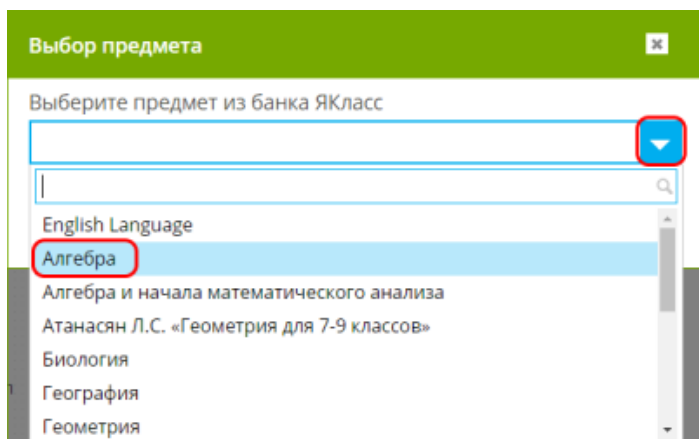 Выбор предмета
Выберите предмет из банка ЯКласс
English Language
Алгебра
Алгебра и начала математического анализа
Атанасян Л.С. «Геометрия для 7-9 классов»
Биология
География
Геометрия